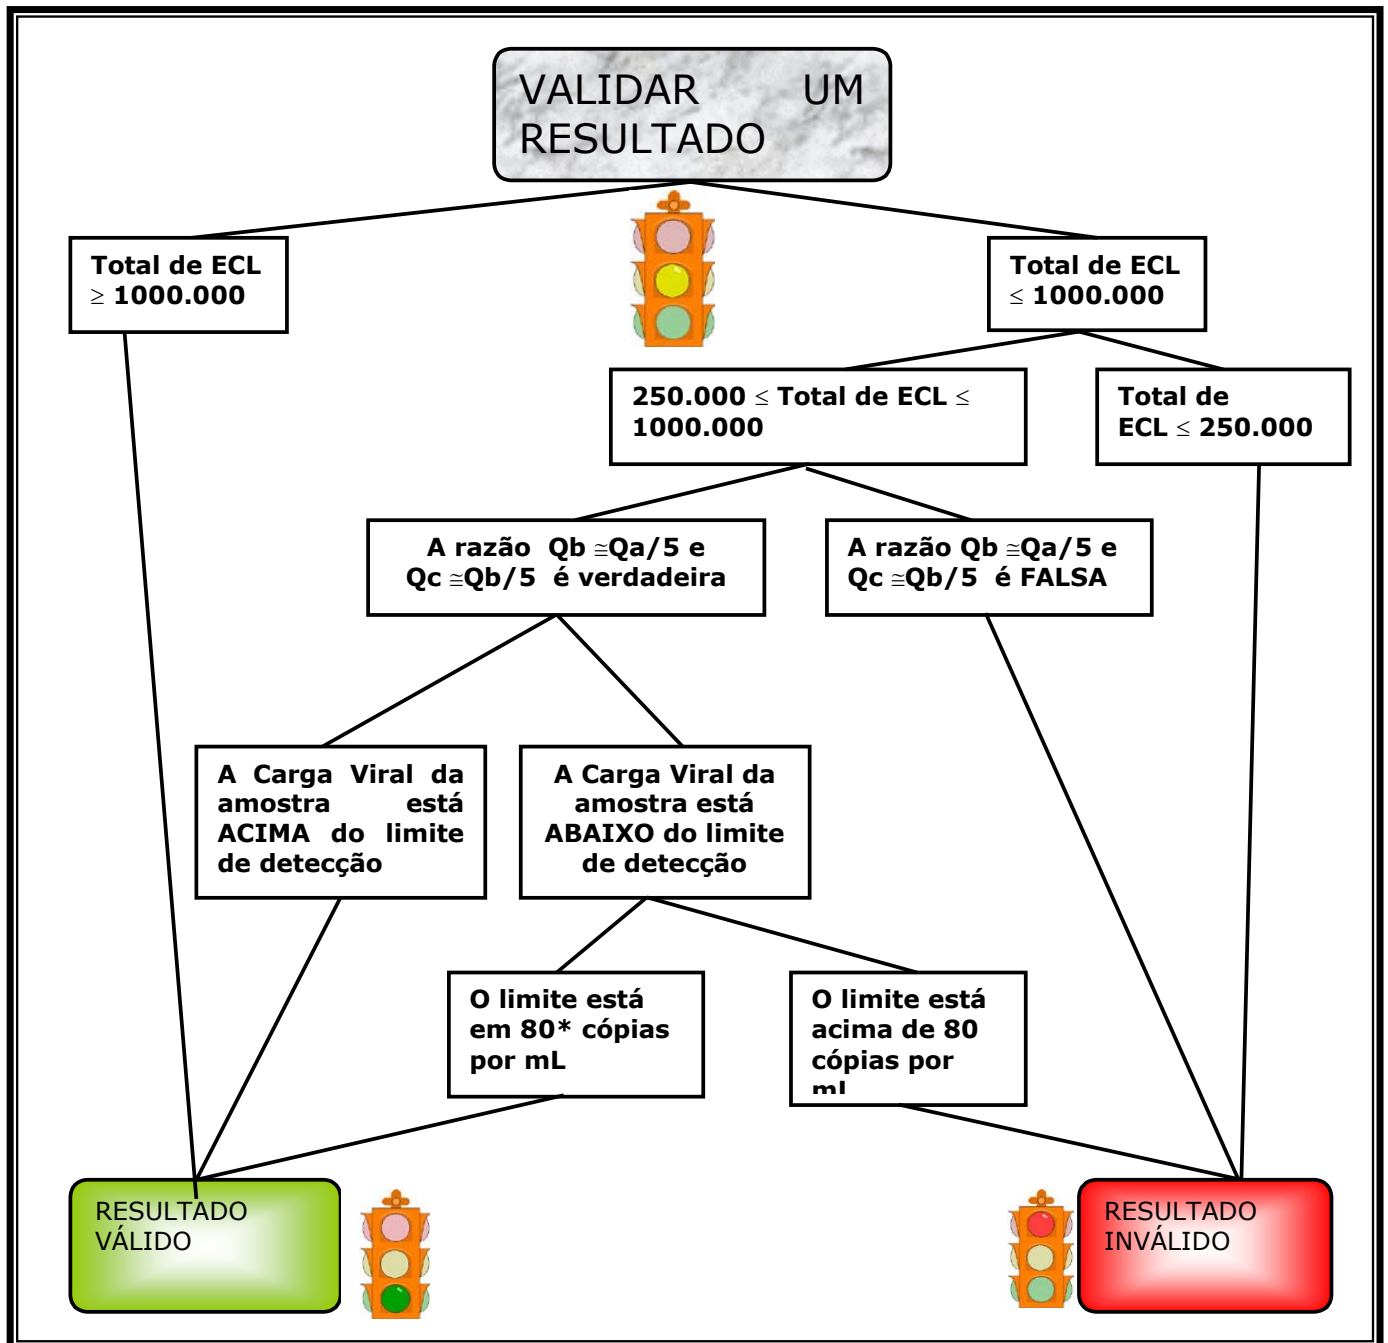 VALIDAR UM
RESULTADO
Total de ECL
≥ 1000.000
Total de ECL
≤ 1000.000
250.000 ≤ Total de ECL ≤
1000.000
Total de
ECL ≤ 250.000
A razão Qb ≅Qa/5 e
Qc ≅Qb/5 é verdadeira
A razão Qb ≅Qa/5 e
Qc ≅Qb/5 é FALSA
A Carga Viral da
amostra está
ACIMA do limite
de detecção
A Carga Viral da
amostra está
ABAIXO do limite
de detecção
O limite está
em 80* cópias
por mL
O limite está
acima de 80
cópias por
mL
RESULTADO
VÁLIDO
RESULTADO
INVÁLIDO